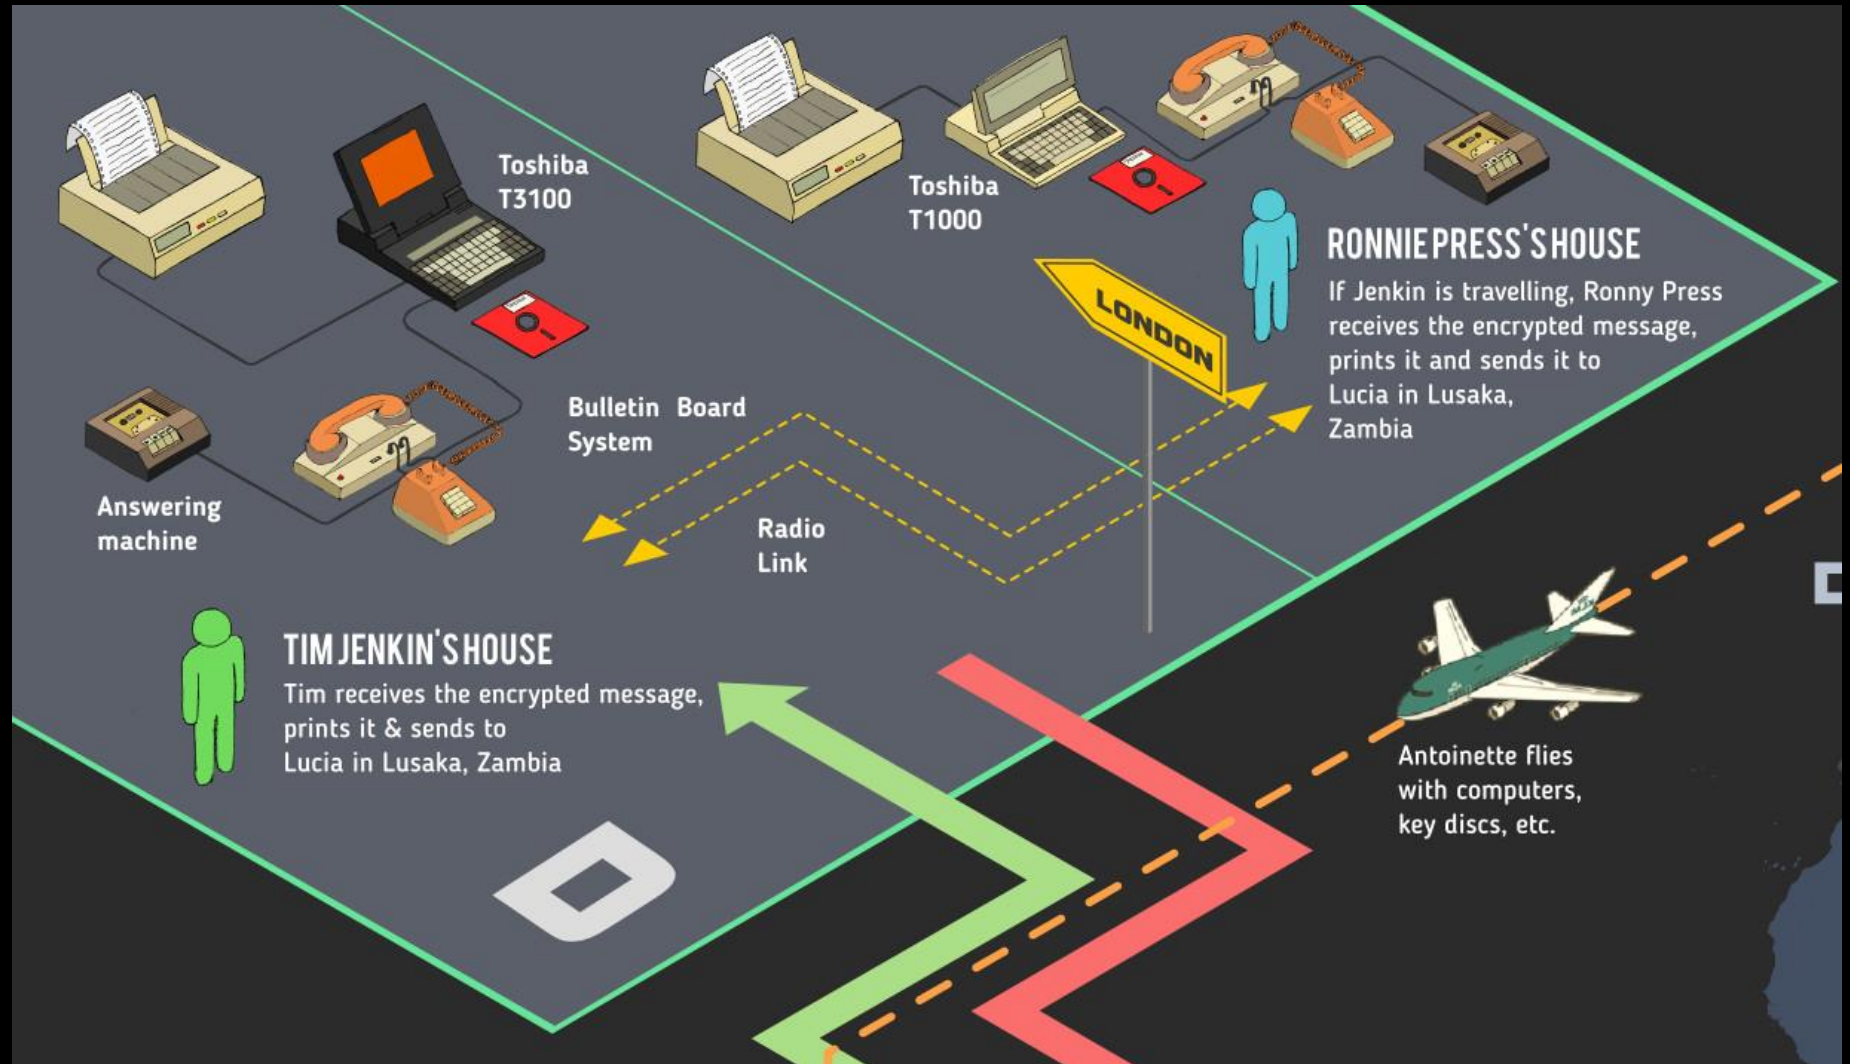 Toshiba
T3100
Toshiba
T1000
RONNIE PRESS'S HOUSE
If Jenkin is travelling, Ronny Press
receives the encrypted message,
prints it and sends it to
Lucia in Lusaka,
Zambia
LONDON
Bulletin Board
System
Radio
Link
Answering
machine
TIM JENKIN'S HOUSE
Tim receives the encrypted message,
prints it & sends to
Lucia in Lusaka, Zambia
Antoinette flies
with computers,
key discs, etc.
D